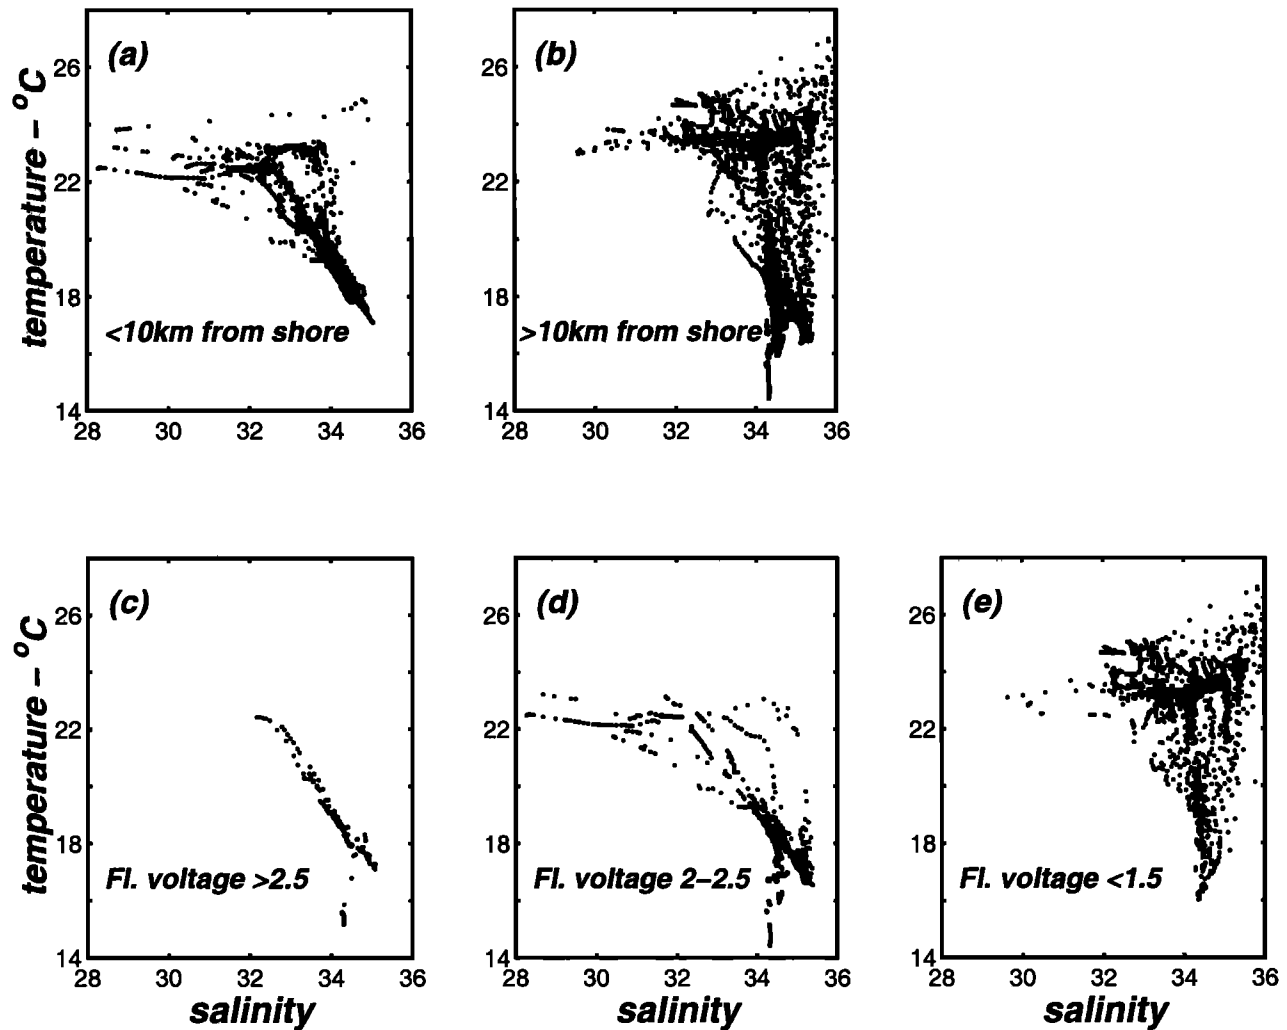 (a)
temperature – °C
26
22
18
14
<10km from shore
28 30 32 34 36
(b)
26
22
18
14
>10km from shore
28 30 32 34 36
(c)
temperature – °C
26
22
18
14
Fl. voltage >2.5
28 30 32 34 36
salinity
(d)
26
22
18
14
Fl. voltage 2–2.5
28 30 32 34 36
salinity
(e)
26
22
18
14
Fl. voltage <1.5
28 30 32 34 36
salinity